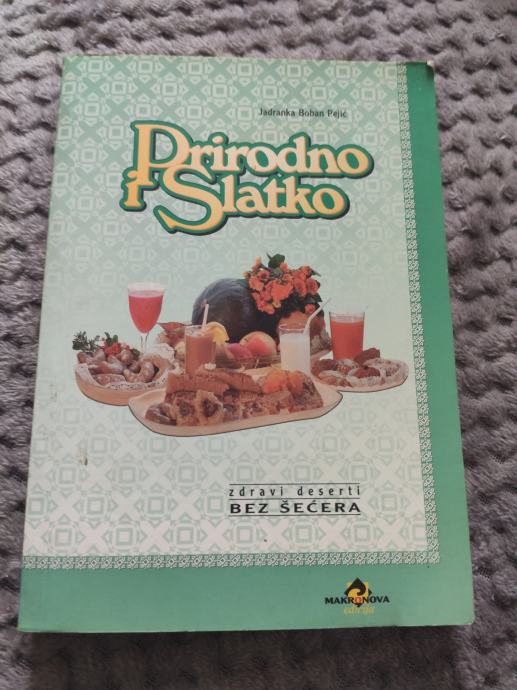 Jadranka Boban Pejić
Prirodno
i Slatko
zdravi deserti
BEZ ŠEĆERA
MAKRONOVA
edicija